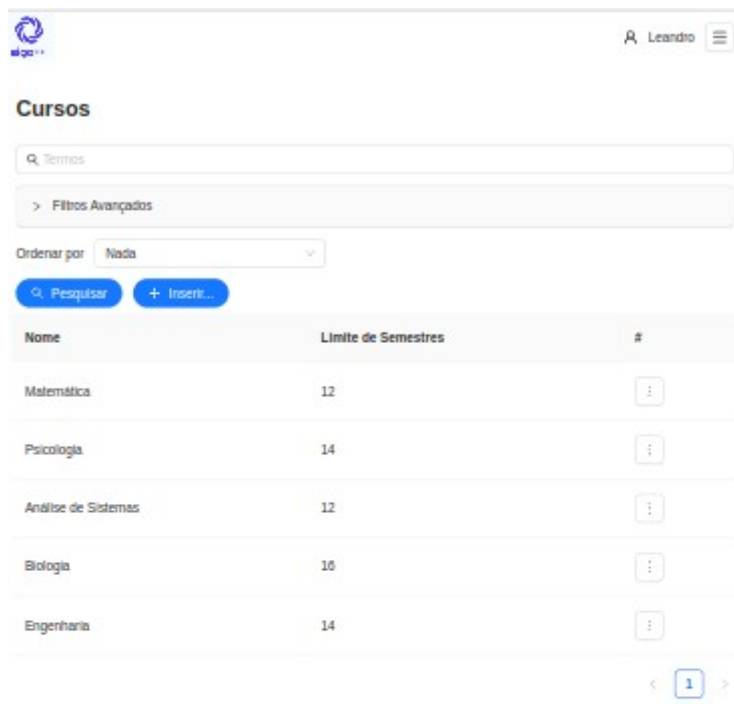 Leandro
Cursos
Termos
Filtros Avançados
Ordenar por Nada
Pesquisar + Inserir...
Nome Limite de Semestres #
Matemática 12
Psicologia 14
Análise de Sistemas 12
Biologia 16
Engenharia 14
< 1 >